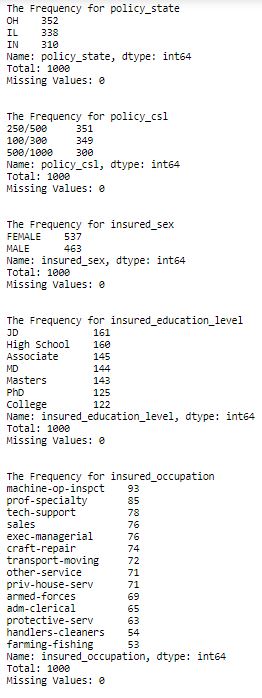 The Frequency for policy_state
OH    352
IL    338
IN    310
Name: policy_state, dtype: int64
Total: 1000
Missing Values: 0
The Frequency for policy_csl
250/500     351
100/300     349
500/1000    300
Name: policy_csl, dtype: int64
Total: 1000
Missing Values: 0
The Frequency for insured_sex
FEMALE    537
MALE      463
Name: insured_sex, dtype: int64
Total: 1000
Missing Values: 0
The Frequency for insured_education_level
JD             161
High School    160
Associate      145
MD             144
Masters        143
PhD            125
College        122
Name: insured_education_level, dtype: int64
Total: 1000
Missing Values: 0
The Frequency for insured_occupation
machine-op-inspct    93
prof-specialty       85
tech-support         78
sales                76
exec-managerial      76
craft-repair         74
transport-moving     72
other-service        71
priv-house-serv      71
armed-forces         69
adm-clerical         65
protective-serv      63
handlers-cleaners    54
farming-fishing      53
Name: insured_occupation, dtype: int64
Total: 1000
Missing Values: 0